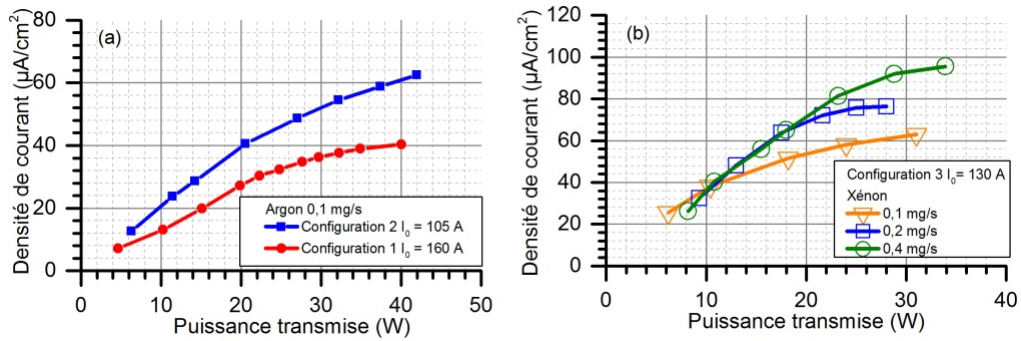 (a)
Densité de courant (µA/cm²)
80
60
40
20
0
0 10 20 30 40 50
Puissance transmise (W)
Argon 0,1 mg/s
Configuration 2 I₀ = 105 A
Configuration 1 I₀ = 160 A
(b)
Densité de courant (µA/cm²)
120
100
80
60
40
20
0
0 10 20 30 40
Puissance transmise (W)
Configuration 3 I₀= 130 A
Xénon
0,1 mg/s
0,2 mg/s
0,4 mg/s